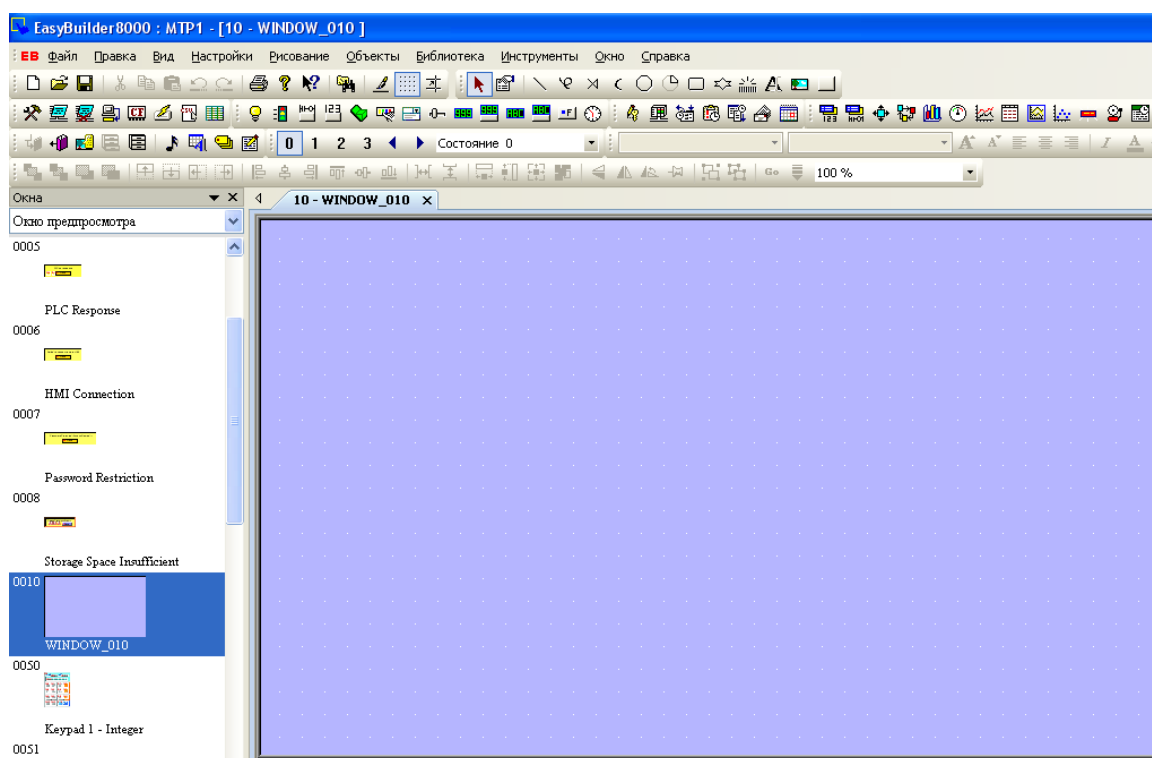 EasyBuilder8000 : MTP1 - [10 - WINDOW_010 ]
EB Файл Правка Вид Настройки Рисование Объекты Библиотека Инструменты Окно Справка
0 1 2 3 Состояние 0
100 %
Окна
10 - WINDOW_010
Окно предпросмотра
0005
PLC Response
0006
HMI Connection
0007
Password Restriction
0008
Storage Space Insufficient
0010
WINDOW_010
0050
Keypad 1 - Integer
0051